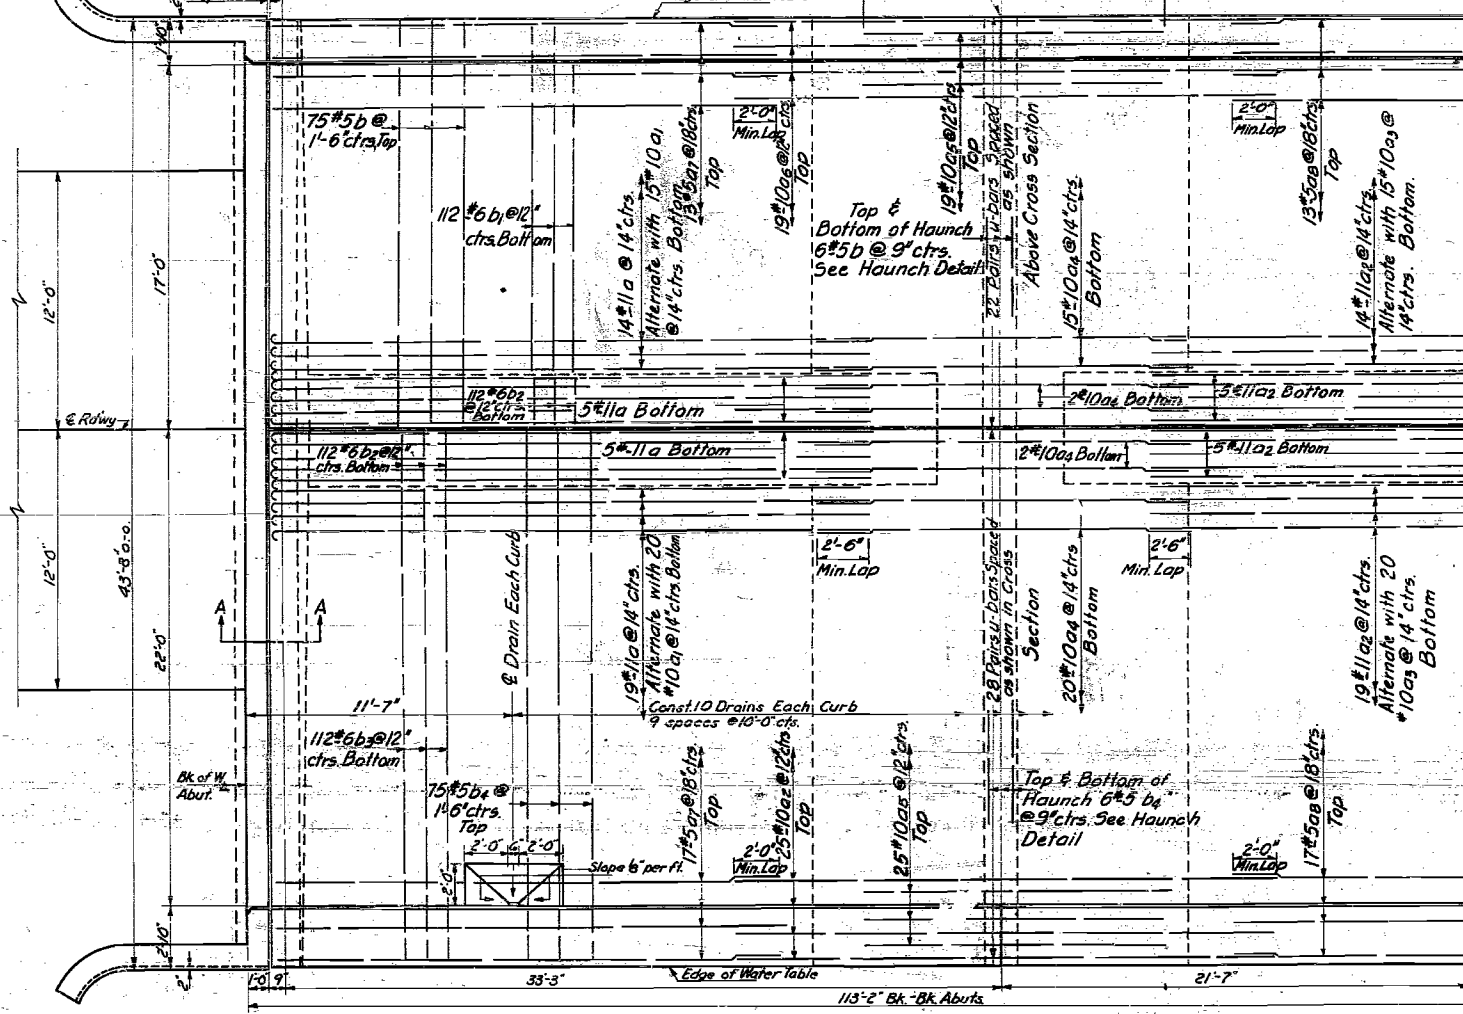 1'-10"
75 #5b @
1'-6" ctrs. Top
112 #6b1 @ 12"
ctrs. Bottom
14 #11a @ 14" ctrs.
Alternate with 15 #10a1
@ 14" ctrs. Bottom
13 #5a7 @ 18" ctrs.
Top
2'-0"
Min. Lap
19 #10a6 @ 12" ctrs.
Top
Top &
Bottom of Haunch
6 #5b @ 9" ctrs.
See Haunch Detail
19 #10a5 @ 12" ctrs.
Top
22 Pairs u-bars Spaced
as shown
Above Cross Section
15 #10a4 @ 14" ctrs.
Bottom
2'-0"
Min. Lap
13-#5a8 @ 18" ctrs.
Top
14 #11a2 @ 14" ctrs.
Alternate with 15 #10a3 @
14" ctrs. Bottom.
12'-0"
17'-0"
℄ Rdwy
112 #6b2
@ 12" ctrs.
Bottom
5 #11a Bottom
2 #10a4 Bottom
5 #11a2 Bottom
112 #6b2 @ 12"
ctrs. Bottom
5 #-11a Bottom
2 #10a4 Bottom
5 #-11a2 Bottom
12'-0"
43'-8" o.-o.
22'-0"
A
A
℄ Drain Each Curb
19 #11a @ 14" ctrs.
Alternate with 20
#10a1 @ 14" ctrs. Bottom
2'-6"
Min. Lap
28 Pairs u-bars Spaced
as shown in Cross
Section
20 #10a4 @ 14" ctrs
Bottom
2'-6"
Min. Lap
19 #11a2 @ 14" ctrs.
Alternate with 20
#10a3 @ 14" ctrs.
Bottom
11'-7"
Const. 10 Drains Each Curb
9 spaces @ 10'-0" cts.
112 #6b3 @ 12"
ctrs. Bottom
Bk of W.
Abut.
75 #5b4 @
1'-6" ctrs.
Top
2'-0"
6"
2'-0"
2'-0"
Slope ⅛" per ft.
17 #5a7 @ 18" ctrs.
Top
2'-0"
Min. Lap
25 #10a2 @ 12" ctrs
Top
25 #10a5 @ 12" ctrs.
Top
Top & Bottom of
Haunch 6 #5 b4
@ 9" ctrs. See Haunch
Detail
2'-0"
Min. Lap
17 #5a8 @ 18" ctrs.
Top
2'-10"
2"
1'-0
9"
33'-3"
Edge of Water Table
21'-7"
113'-2" Bk.-Bk. Abuts.